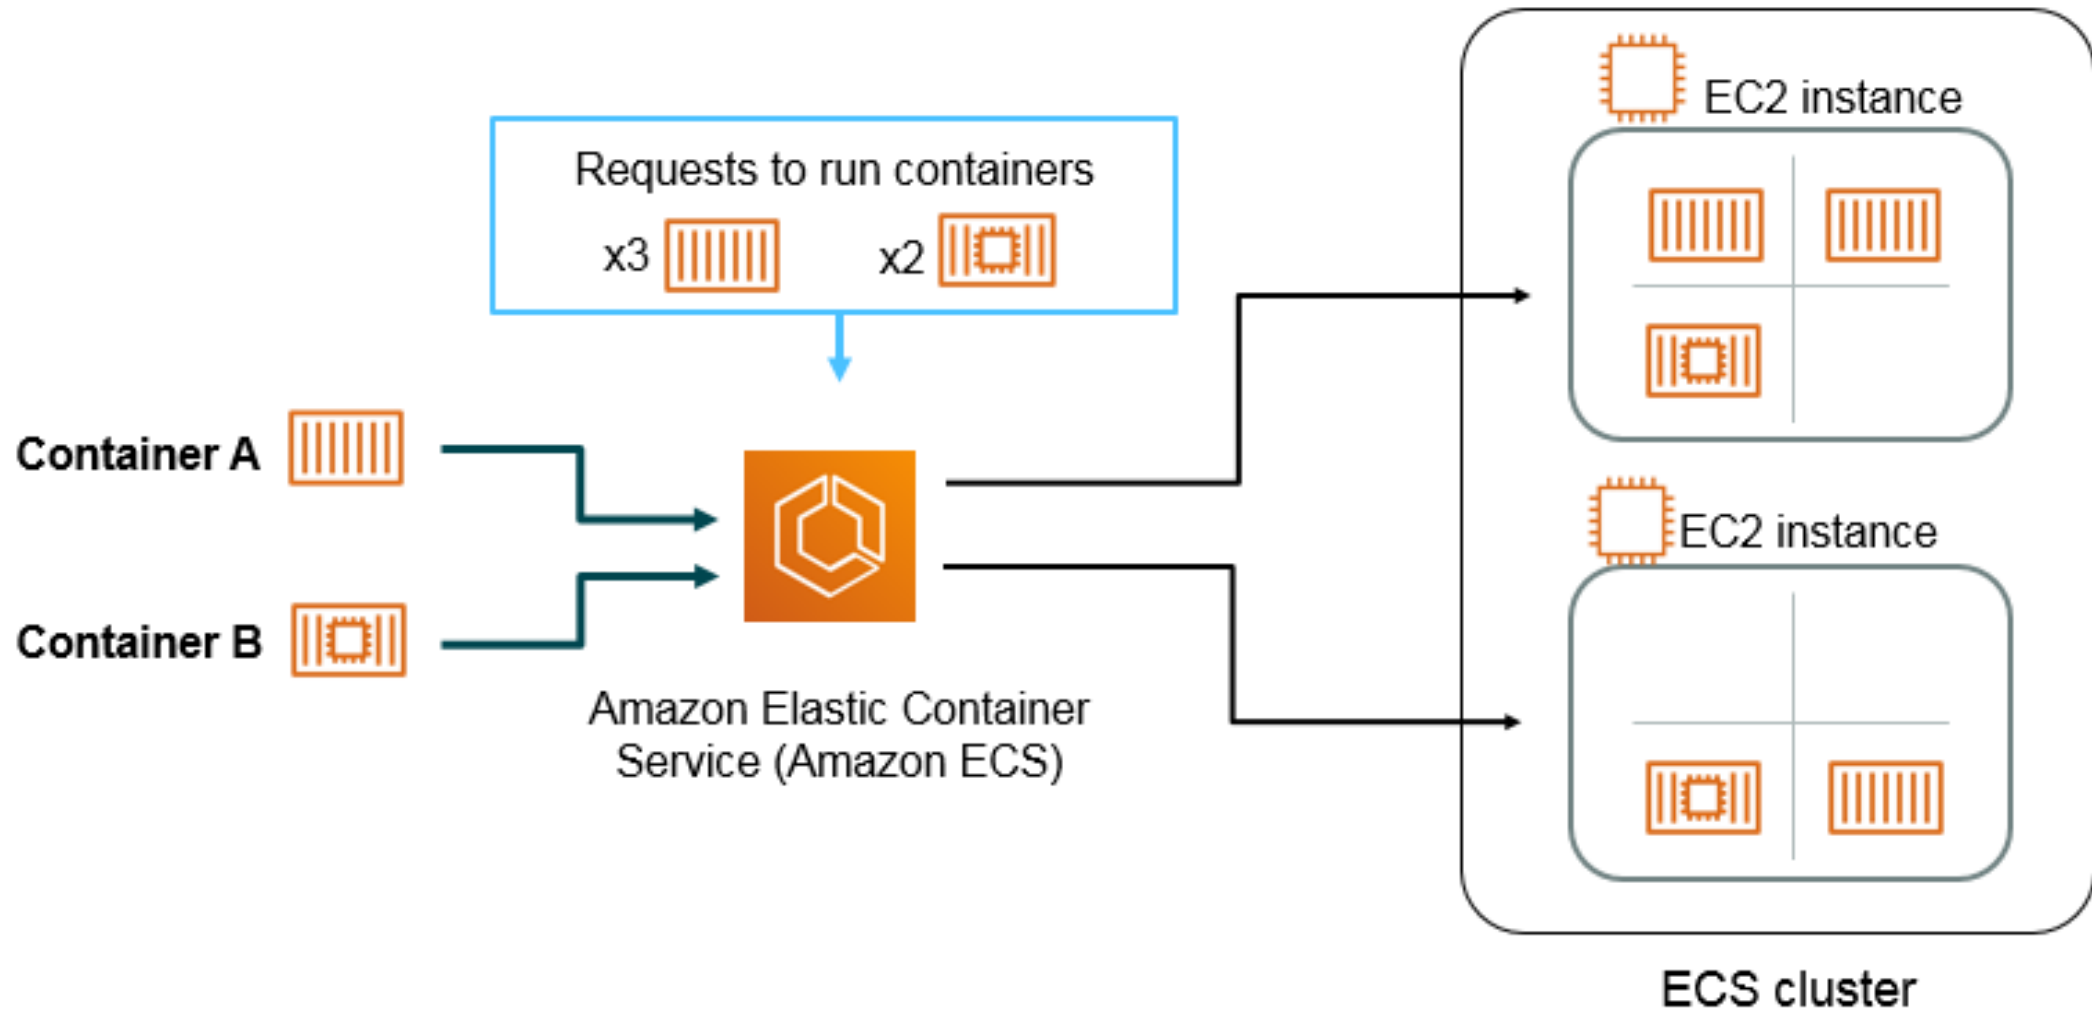 EC2 instance
Requests to run containers
x3
x2
Container A
Container B
Amazon Elastic Container
Service (Amazon ECS)
EC2 instance
ECS cluster